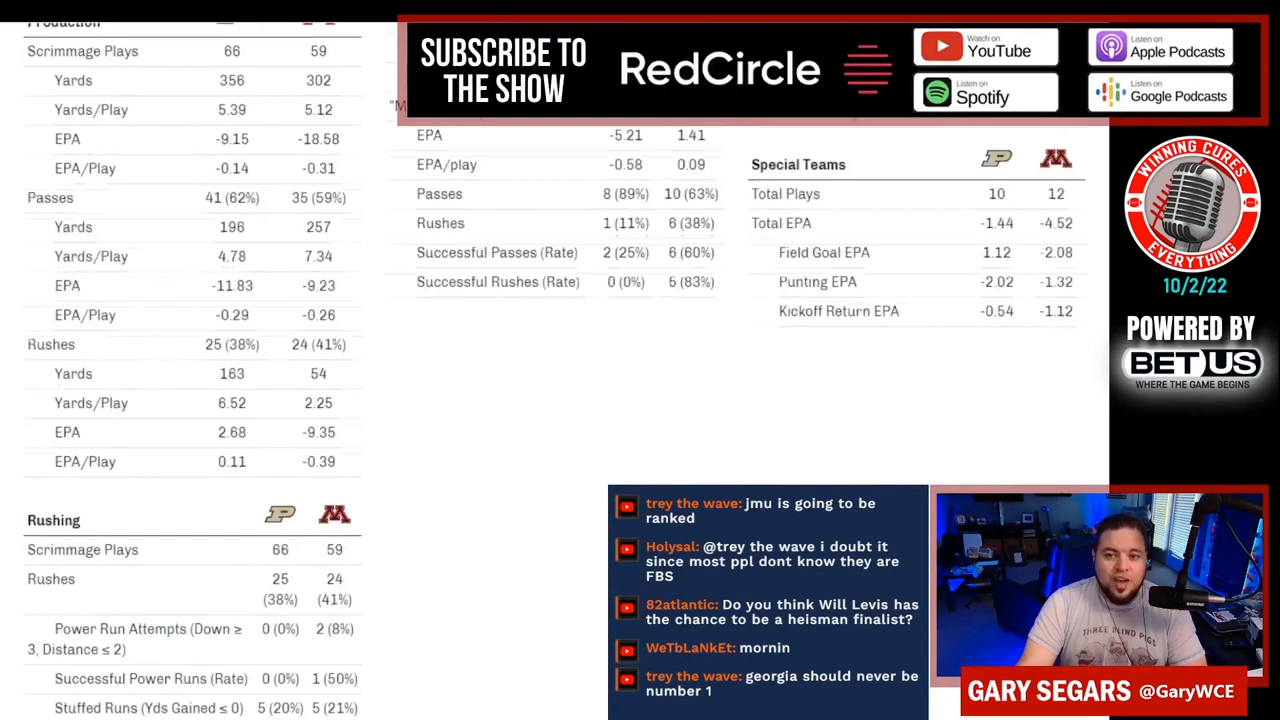 Production
Scrimmage Plays 66 59
Yards 356 302
Yards/Play 5.39 5.12
EPA -9.15 -18.58
EPA/Play -0.14 -0.31
Passes 41 (62%) 35 (59%)
Yards 196 257
Yards/Play 4.78 7.34
EPA -11.83 -9.23
EPA/Play -0.29 -0.26
Rushes 25 (38%) 24 (41%)
Yards 163 54
Yards/Play 6.52 2.25
EPA 2.68 -9.35
EPA/Play 0.11 -0.39
Rushing P M
Scrimmage Plays 66 59
Rushes 25 24
(38%) (41%)
Power Run Attempts (Down ≥ 0 (0%) 2 (8%)
3, Distance ≤ 2)
Successful Power Runs (Rate) 0 (0%) 1 (50%)
Stuffed Runs (Yds Gained ≤ 0) 5 (20%) 5 (21%)
EPA -5.21 1.41
EPA/play -0.58 0.09
Passes 8 (89%) 10 (63%)
Rushes 1 (11%) 6 (38%)
Successful Passes (Rate) 2 (25%) 6 (60%)
Successful Rushes (Rate) 0 (0%) 5 (83%)
Special Teams P M
Total Plays 10 12
Total EPA -1.44 -4.52
Field Goal EPA 1.12 -2.08
Punting EPA -2.02 -1.32
Kickoff Return EPA -0.54 -1.12
SUBSCRIBE TO
THE SHOW
RedCircle
Watch on
YouTube
Listen on
Spotify
Listen on
Apple Podcasts
Listen on
Google Podcasts
WINNING CURES
EVERYTHING
10/2/22
POWERED BY
BETUS
WHERE THE GAME BEGINS
trey the wave: jmu is going to be
ranked
Holysal: @trey the wave i doubt it
since most ppl dont know they are
FBS
82atlantic: Do you think Will Levis has
the chance to be a heisman finalist?
WeTbLaNkEt: mornin
trey the wave: georgia should never be
number 1
THREE BLIND PIGS
GARY SEGARS @GaryWCE